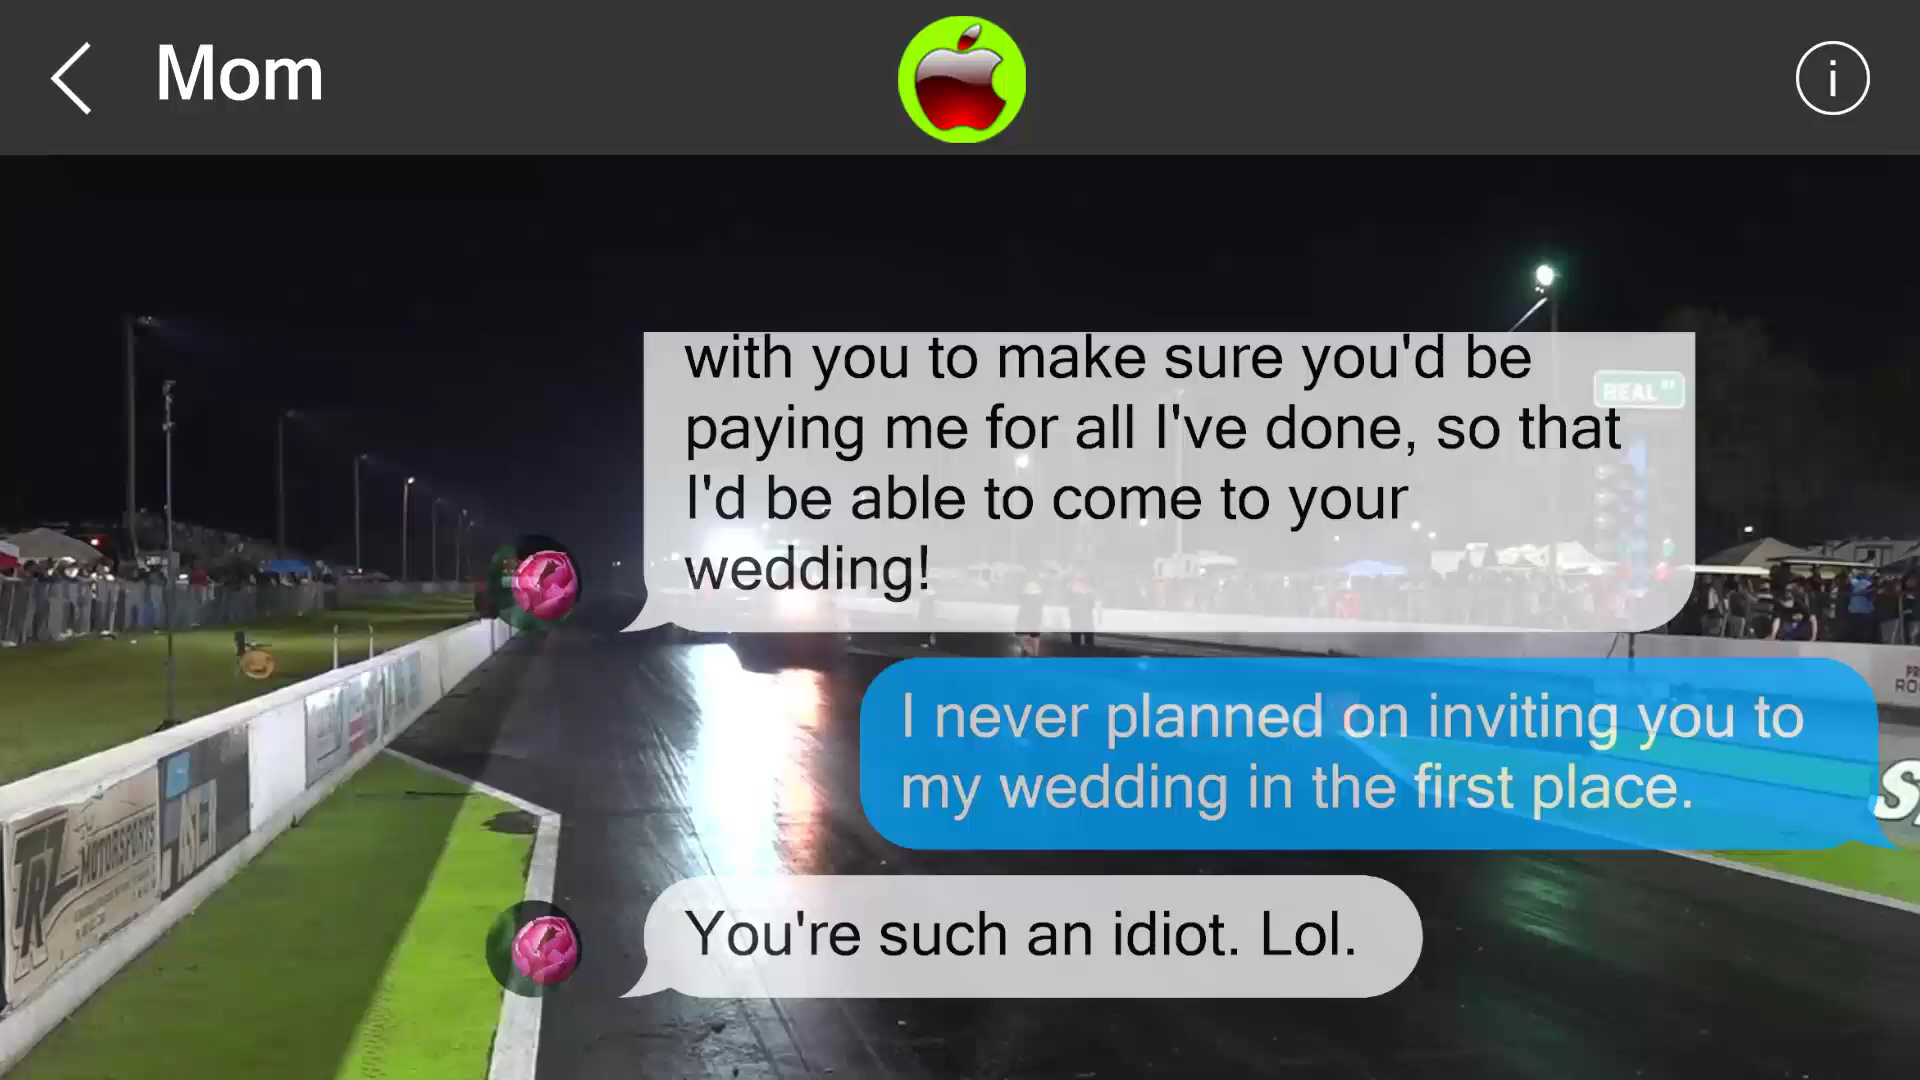 Mom
i
with you to make sure you'd be
REAL
paying me for all I've done, so that
I'd be able to come to your
wedding!
I never planned on inviting you to
my wedding in the first place.
MOTORSPORTS
You're such an idiot. Lol.